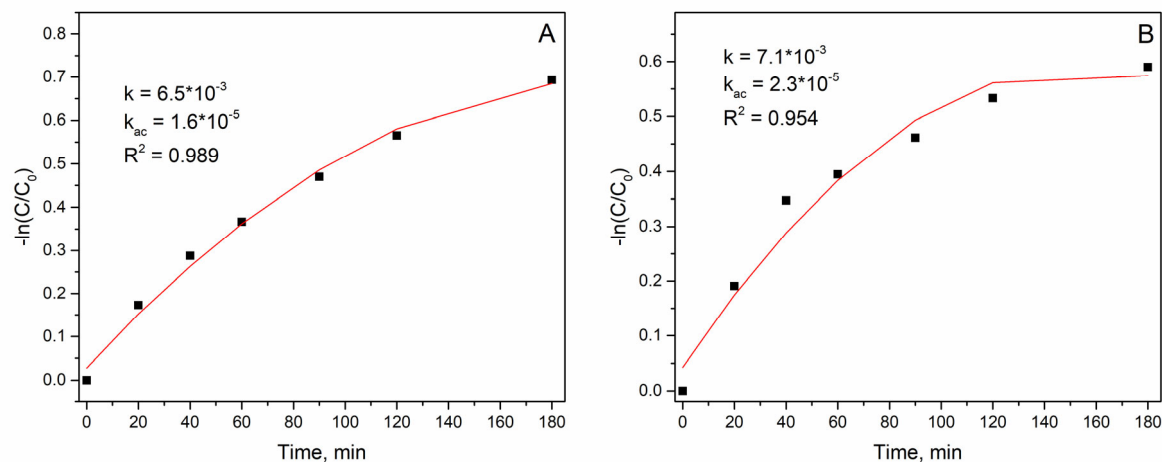 A
k = 6.5*10⁻³
k_ac = 1.6*10⁻⁵
R² = 0.989
-ln(C/C₀)
0.8
0.7
0.6
0.5
0.4
0.3
0.2
0.1
0.0
0 20 40 60 80 100 120 140 160 180
Time, min
B
k = 7.1*10⁻³
k_ac = 2.3*10⁻⁵
R² = 0.954
-ln(C/C₀)
0.6
0.5
0.4
0.3
0.2
0.1
0.0
0 20 40 60 80 100 120 140 160 180
Time, min